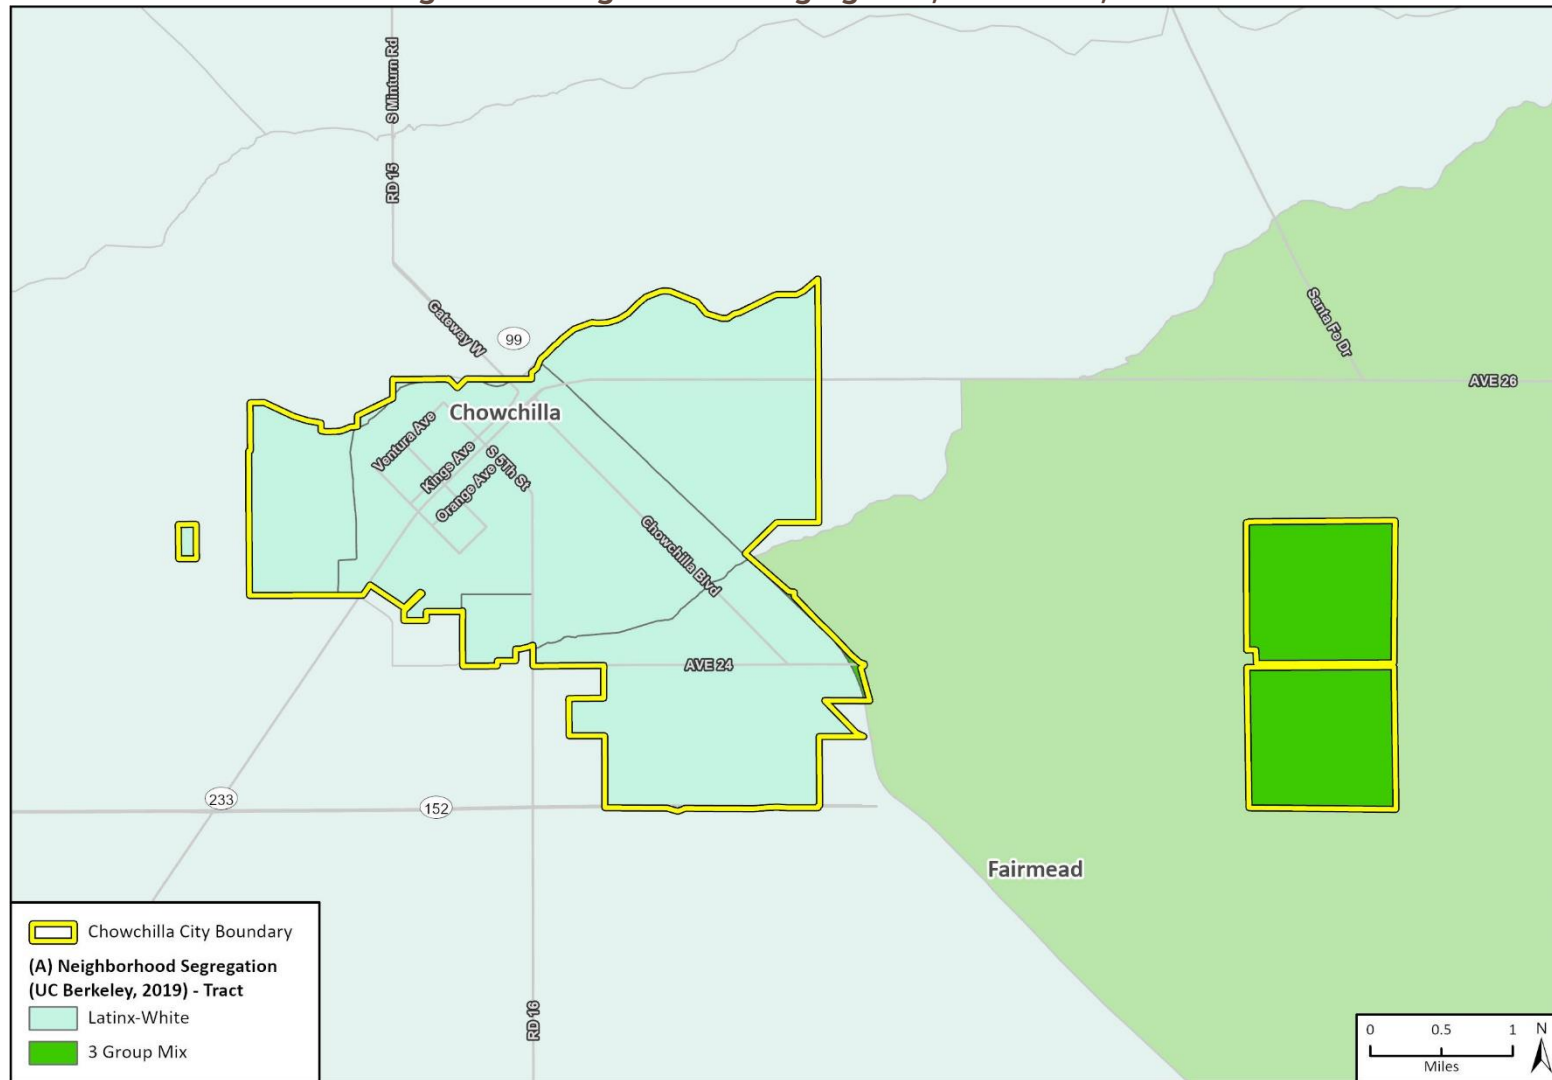 S Minturn Rd
RD 15
Gateway W
99
Santa Fe Dr
AVE 26
Chowchilla
Ventura Ave
Kings Ave
S 5Th St
Orange Ave
Chowchilla Blvd
AVE 24
233
152
Fairmead
RD 16
Chowchilla City Boundary
(A) Neighborhood Segregation
(UC Berkeley, 2019) - Tract
Latinx-White
3 Group Mix
0 0.5 1
Miles
N